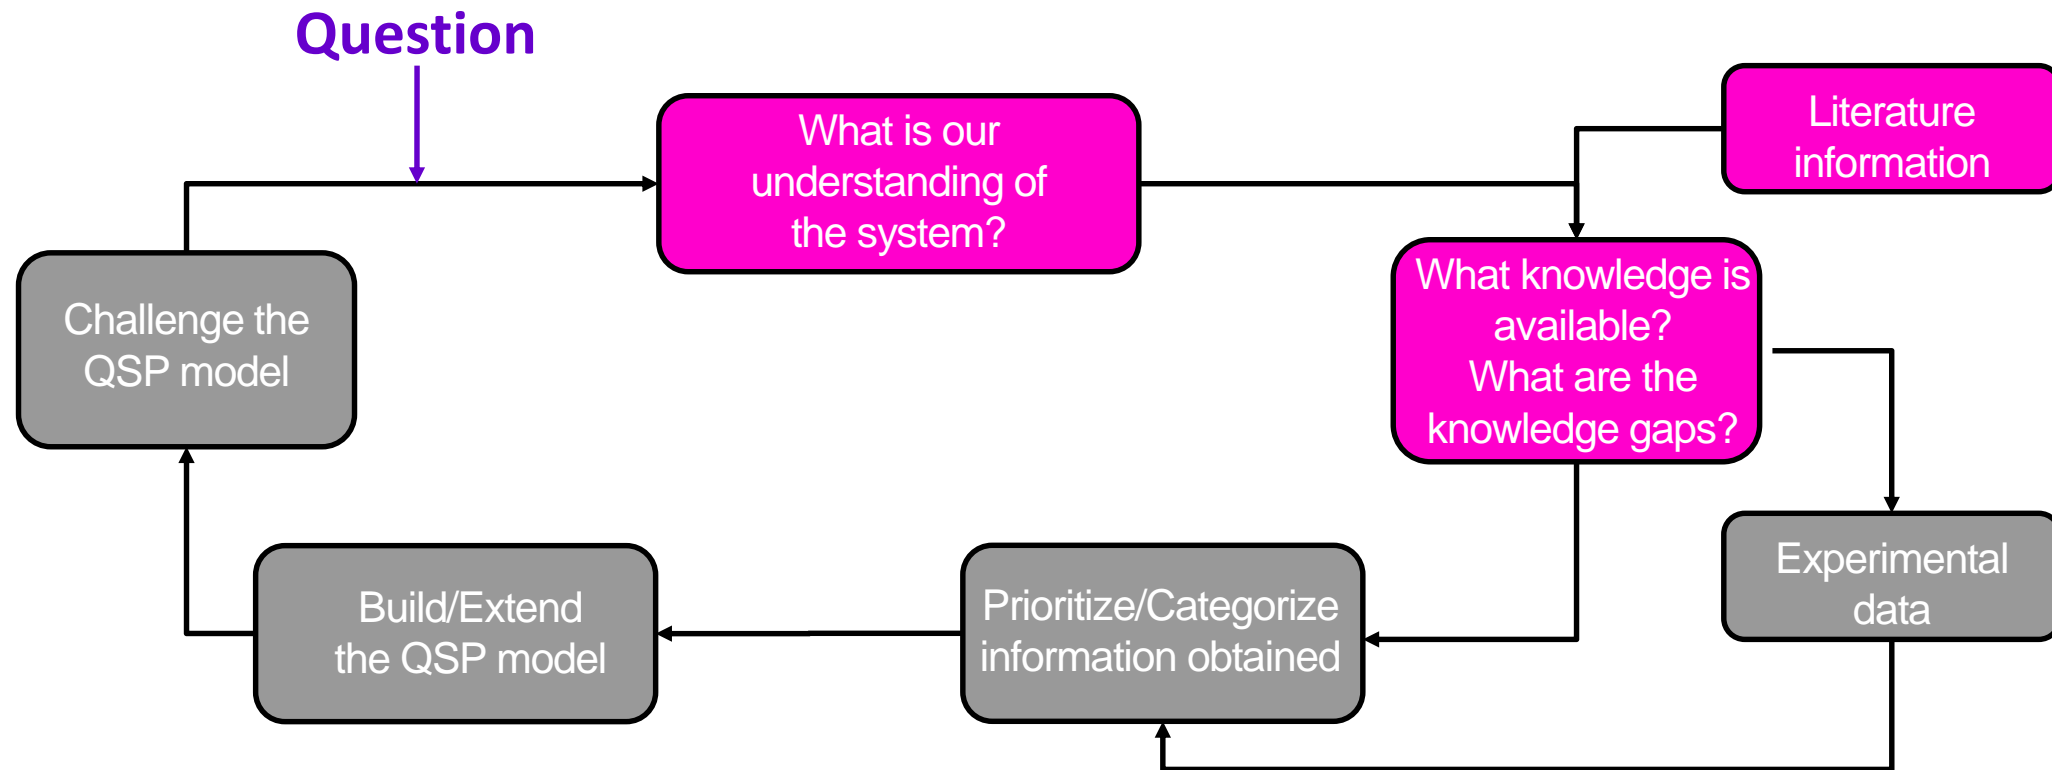 Question
What is our
understanding of
the system?
Literature
information
What knowledge is
available?
What are the
knowledge gaps?
Challenge the
QSP model
Experimental
data
Prioritize/Categorize
information obtained
Build/Extend
the QSP model